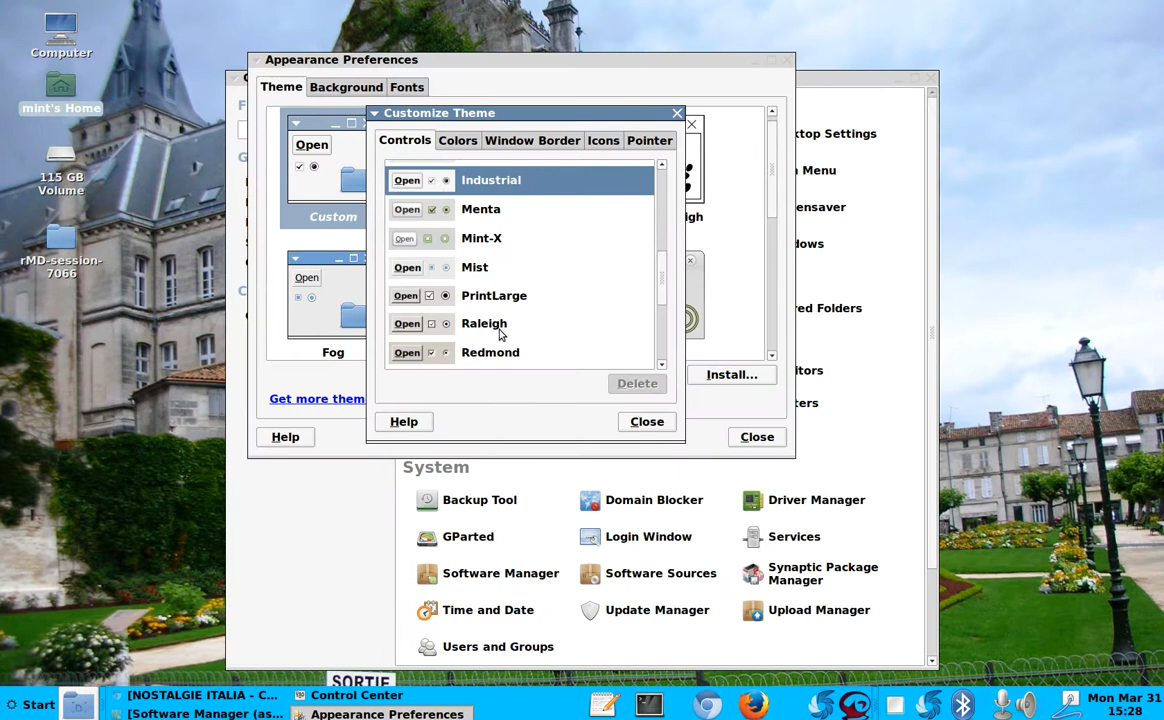 Computer
mint's Home
115 GB
Volume
rMD-session-
7066
Appearance Preferences
Theme
Background
Fonts
Open
Custom
Open
Fog
Get more them
Help
Install...
Close
Customize Theme
Controls
Colors
Window Border
Icons
Pointer
Open
Industrial
Open
Menta
Open
Mint-X
Open
Mist
Open
PrintLarge
Open
Raleigh
Open
Redmond
Delete
Help
Close
igh
ktop Settings
n Menu
ensaver
dows
red Folders
itors
ters
System
Backup Tool
Domain Blocker
Driver Manager
GParted
Login Window
Services
Software Manager
Software Sources
Synaptic Package
Manager
Time and Date
Update Manager
Upload Manager
Users and Groups
SORTIE
Start
[NOSTALGIE ITALIA - C...
Control Center
[Software Manager (as...
Appearance Preferences
Mon Mar 31
15:28